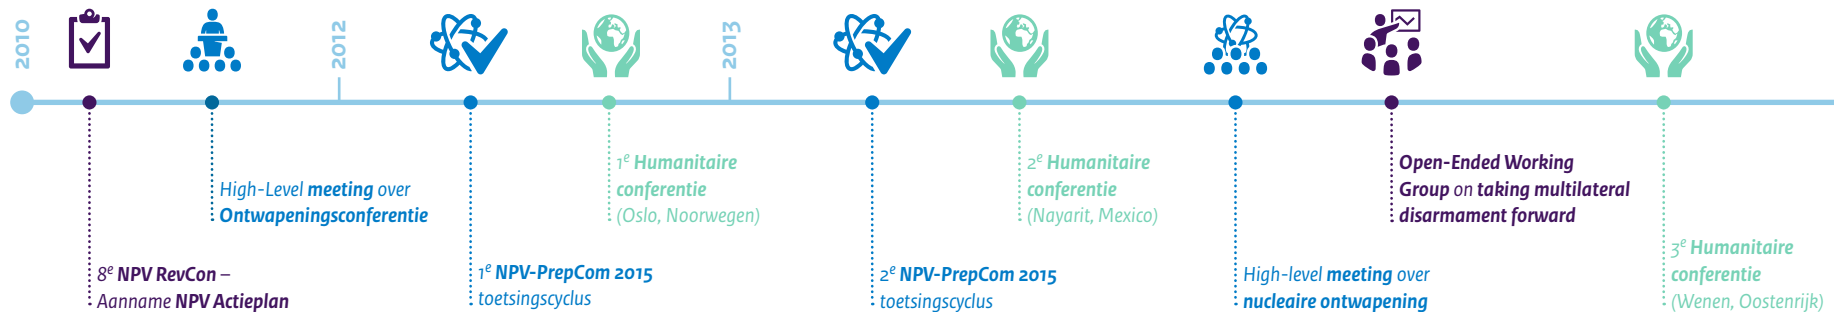 2010
8e NPV RevCon –
Aanname NPV Actieplan
High-Level meeting over
Ontwapeningsconferentie
2012
1e NPV-PrepCom 2015
toetsingscyclus
1e Humanitaire
conferentie
(Oslo, Noorwegen)
2013
2e NPV-PrepCom 2015
toetsingscyclus
2e Humanitaire
conferentie
(Nayarit, Mexico)
High-level meeting over
nucleaire ontwapening
Open-Ended Working
Group on taking multilateral
disarmament forward
3e Humanitaire
conferentie
(Wenen, Oostenrijk)